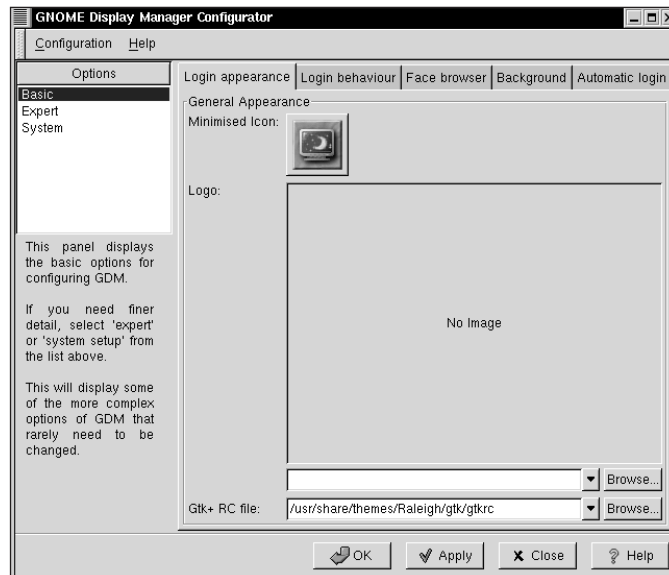 GNOME Display Manager Configurator
Configuration Help
Options
Basic
Expert
System
This panel displays
the basic options for
configuring GDM.
If you need finer
detail, select 'expert'
or 'system setup' from
the list above.
This will display some
of the more complex
options of GDM that
rarely need to be
changed.
Login appearance Login behaviour Face browser Background Automatic login
General Appearance
Minimised Icon:
Logo:
No Image
Browse...
Gtk+ RC file: /usr/share/themes/Raleigh/gtk/gtkrc Browse...
OK Apply Close Help